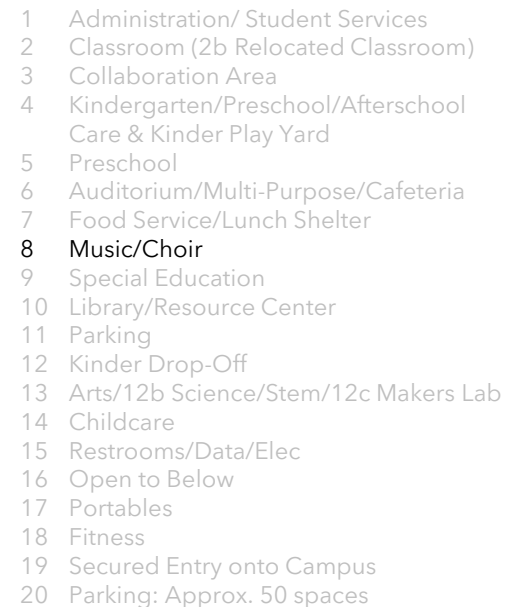 1 Administration/ Student Services
2 Classroom (2b Relocated Classroom)
3 Collaboration Area
4 Kindergarten/Preschool/Afterschool
Care & Kinder Play Yard
5 Preschool
6 Auditorium/Multi-Purpose/Cafeteria
7 Food Service/Lunch Shelter
8 Music/Choir
9 Special Education
10 Library/Resource Center
11 Parking
12 Kinder Drop-Off
13 Arts/12b Science/Stem/12c Makers Lab
14 Childcare
15 Restrooms/Data/Elec
16 Open to Below
17 Portables
18 Fitness
19 Secured Entry onto Campus
20 Parking: Approx. 50 spaces